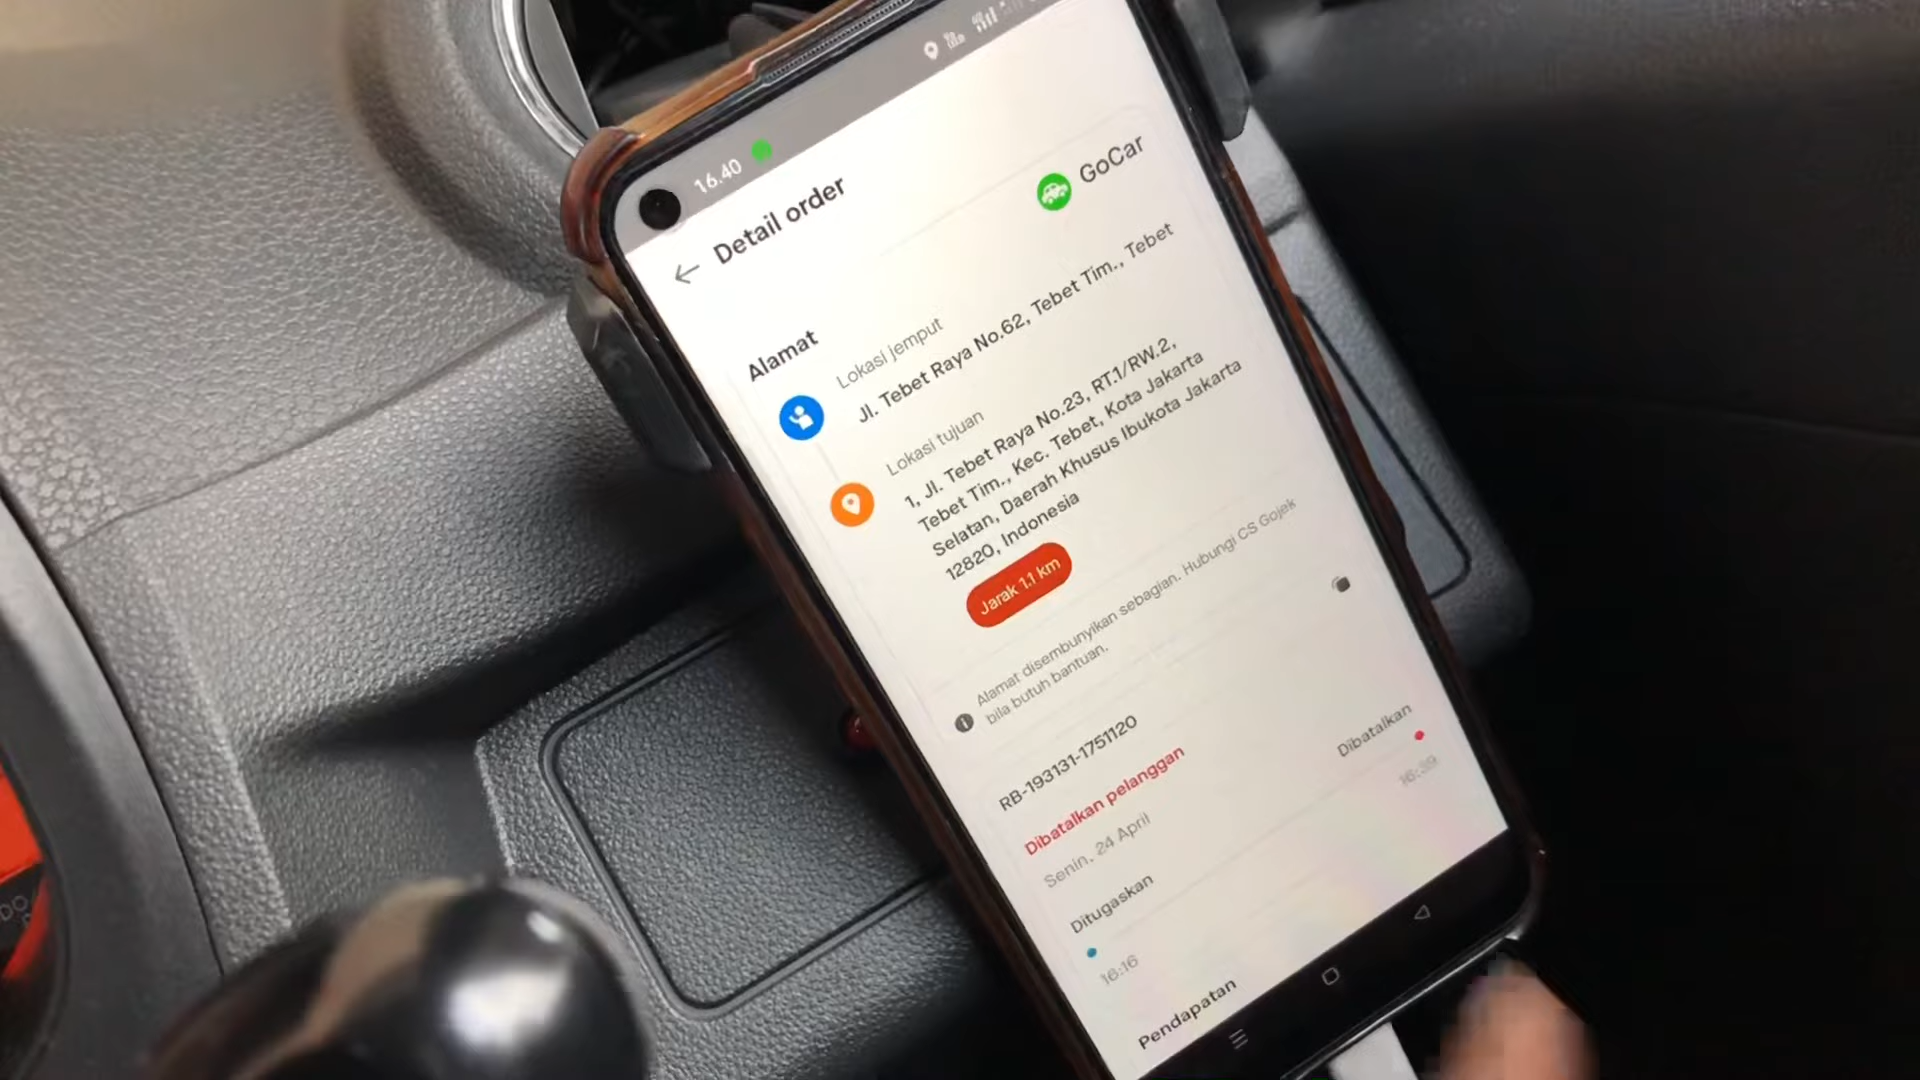 16.40
Detail order
GoCar
Alamat
Lokasi jemput
Jl. Tebet Raya No.62, Tebet Tim., Tebet
Lokasi tujuan
1, Jl. Tebet Raya No.23, RT.1/RW.2,
Tebet Tim., Kec. Tebet, Kota Jakarta
Selatan, Daerah Khusus Ibukota Jakarta
12820, Indonesia
Jarak 1.1 km
Alamat disembunyikan sebagian. Hubungi CS Gojek
bila butuh bantuan.
RB-193131-1751120
Dibatalkan pelanggan
Senin, 24 April
Ditugaskan
Dibatalkan
16:16
16:39
Pendapatan